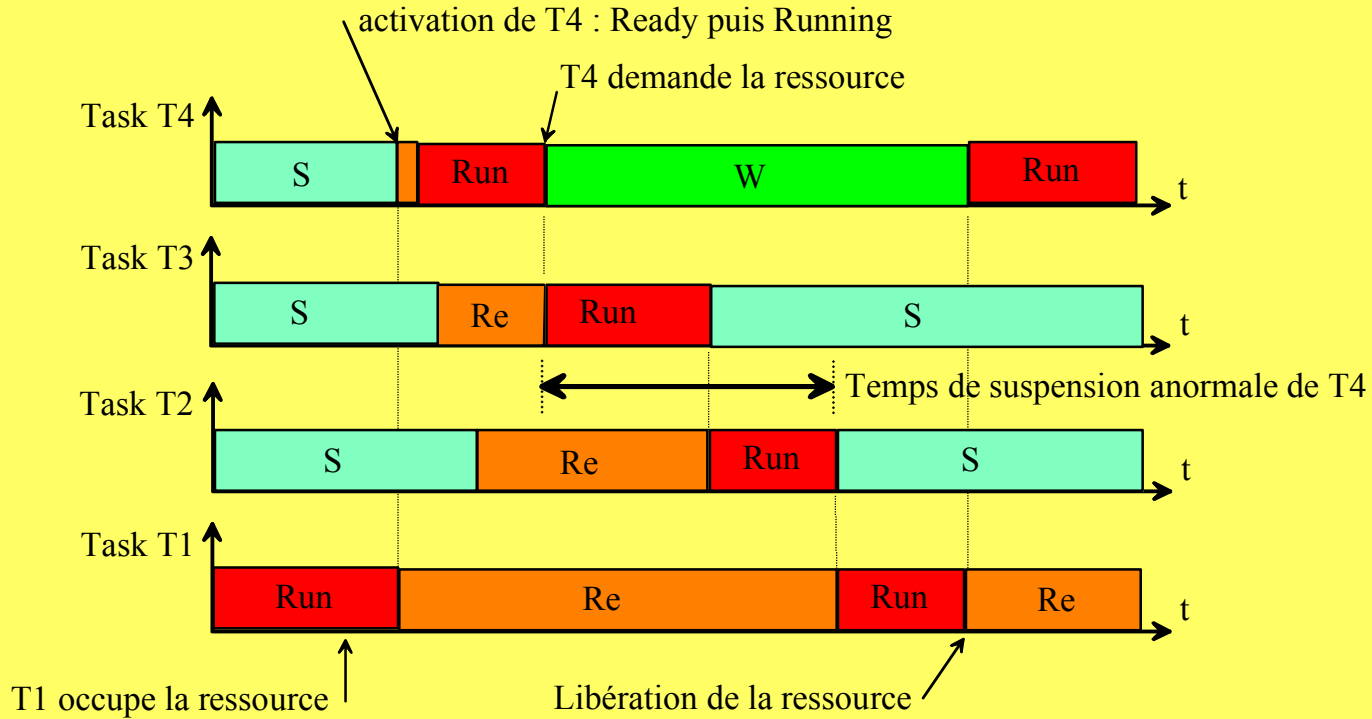 activation de T4 : Ready puis Running
T4 demande la ressource
Task T4
S
Run
W
Run
t
Task T3
S
Re
Run
S
t
Temps de suspension anormale de T4
Task T2
S
Re
Run
S
t
Task T1
Run
Re
Run
Re
t
T1 occupe la ressource
Libération de la ressource